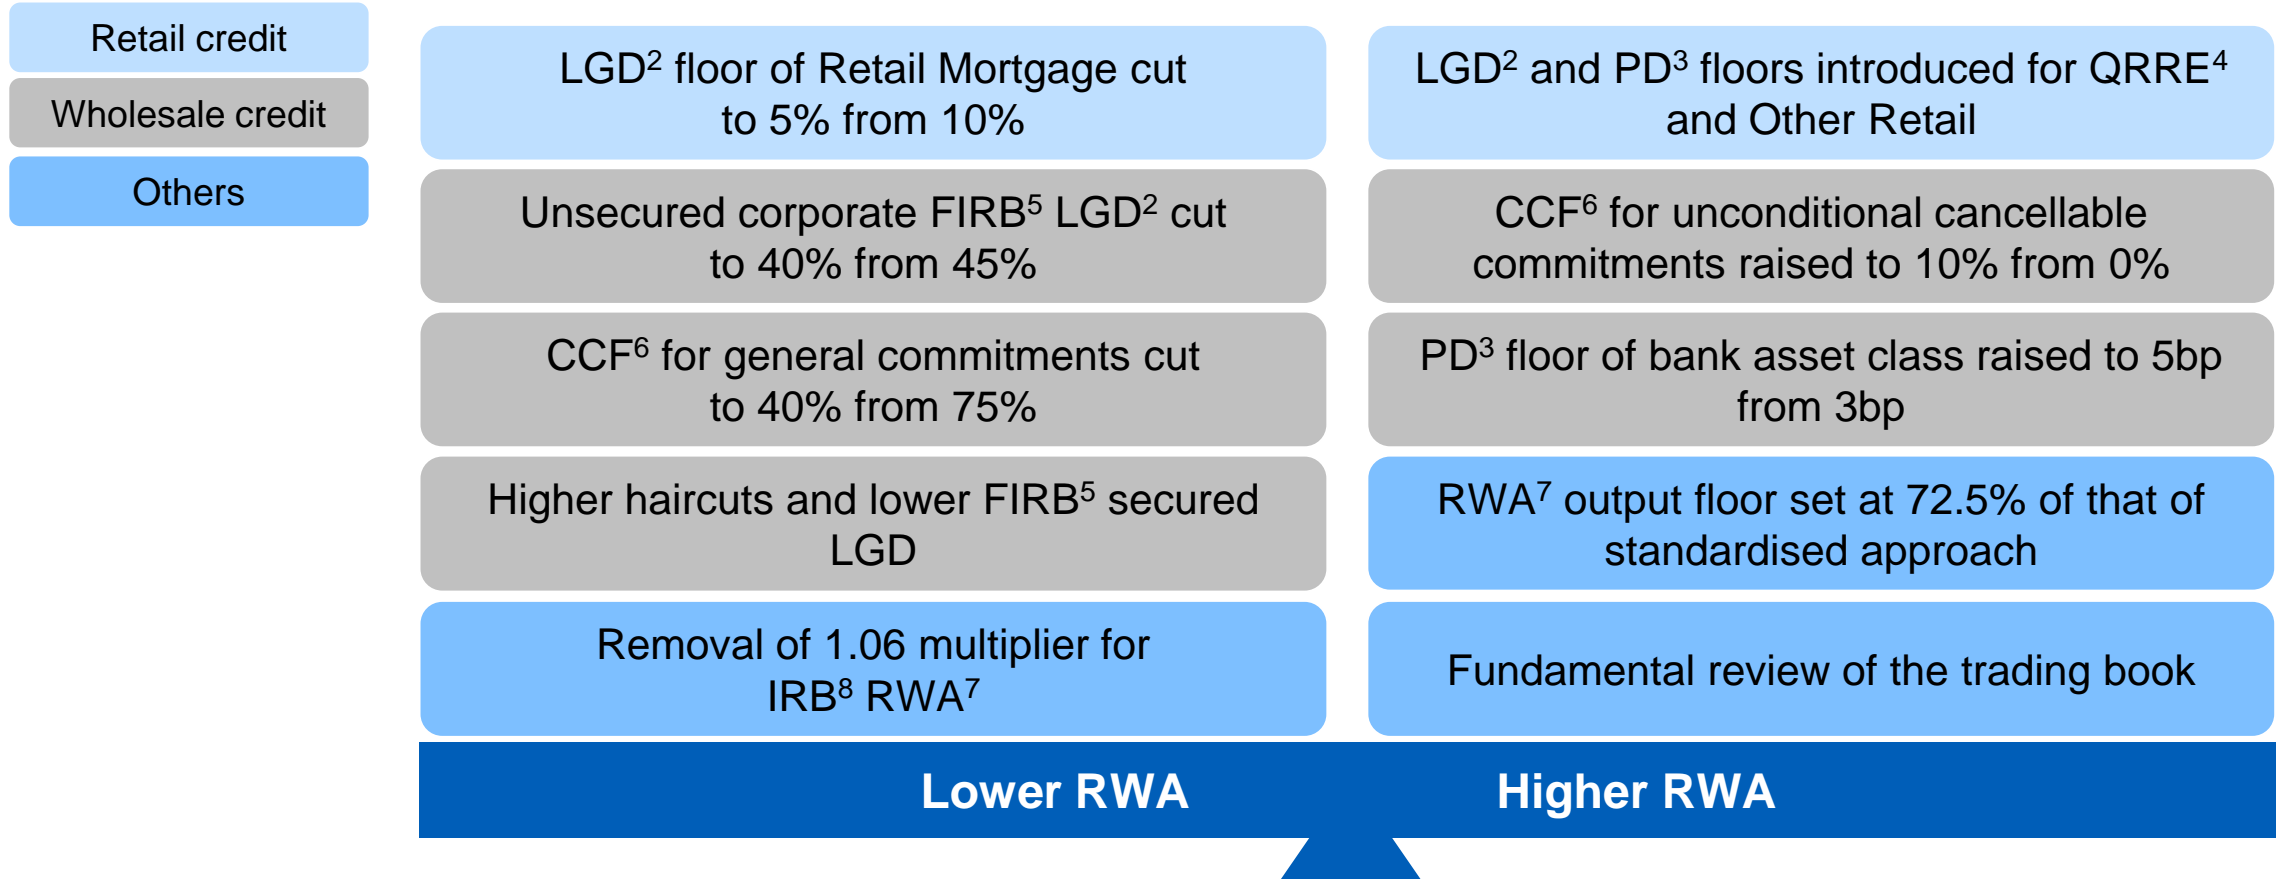 Retail credit
Wholesale credit
Others
LGD² floor of Retail Mortgage cut
to 5% from 10%
LGD² and PD³ floors introduced for QRRE⁴
and Other Retail
Unsecured corporate FIRB⁵ LGD² cut
to 40% from 45%
CCF⁶ for unconditional cancellable
commitments raised to 10% from 0%
CCF⁶ for general commitments cut
to 40% from 75%
PD³ floor of bank asset class raised to 5bp
from 3bp
Higher haircuts and lower FIRB⁵ secured
LGD
RWA⁷ output floor set at 72.5% of that of
standardised approach
Removal of 1.06 multiplier for
IRB⁸ RWA⁷
Fundamental review of the trading book
Lower RWA
Higher RWA